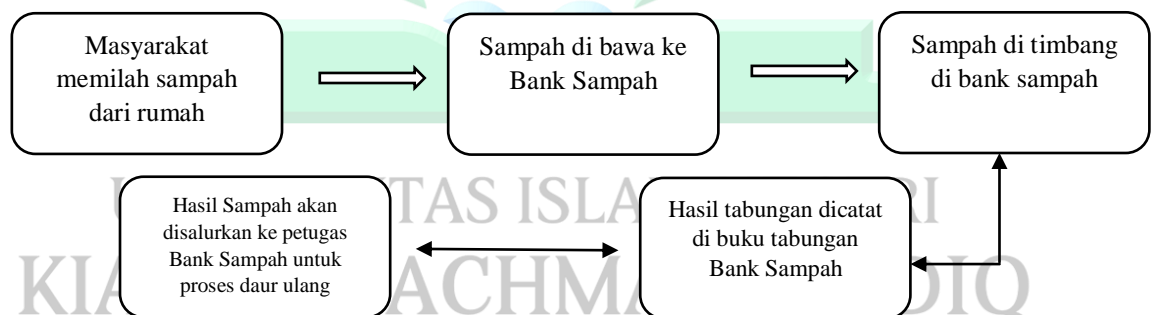 Masyarakat
memilah sampah
dari rumah
Sampah di bawa ke
Bank Sampah
Sampah di timbang
di bank sampah
Hasil Sampah akan
disalurkan ke petugas
Bank Sampah untuk
proses daur ulang
Hasil tabungan dicatat
di buku tabungan
Bank Sampah